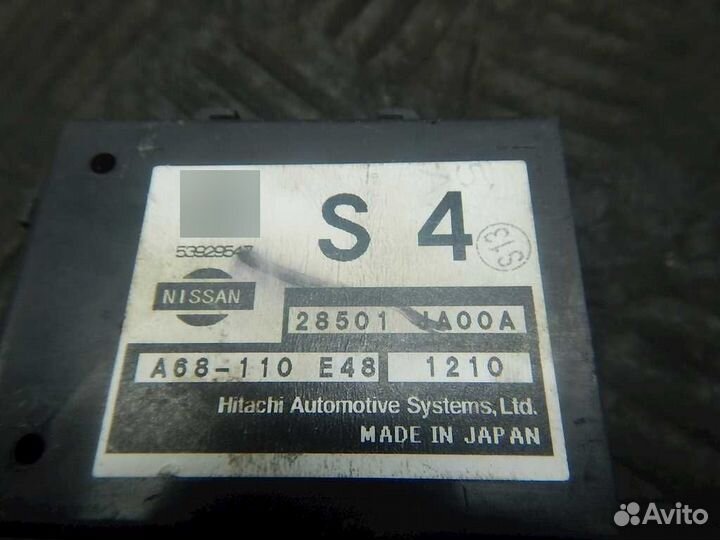 S 4
S13
53929547
NISSAN
28501 JA00A
A68-110 E48 1210
Hitachi Automotive Systems, Ltd.
MADE IN JAPAN
Avito